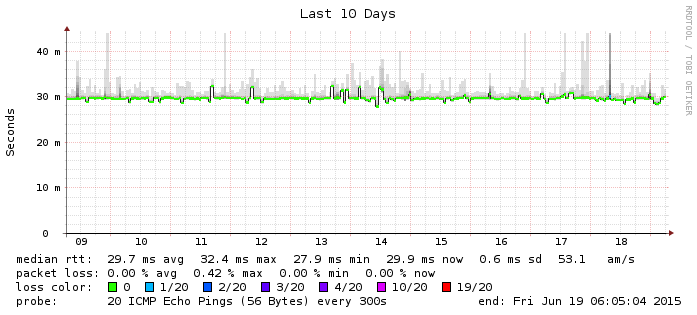 Last 10 Days
RRDTOOL / TOBI OETIKER
Seconds
40 m
30 m
20 m
10 m
0
09 10 11 12 13 14 15 16 17 18
median rtt: 29.7 ms avg 32.4 ms max 27.9 ms min 29.9 ms now 0.6 ms sd 53.1 am/s
packet loss: 0.00 % avg 0.42 % max 0.00 % min 0.00 % now
loss color: 0 1/20 2/20 3/20 4/20 10/20 19/20
probe: 20 ICMP Echo Pings (56 Bytes) every 300s end: Fri Jun 19 06:05:04 2015